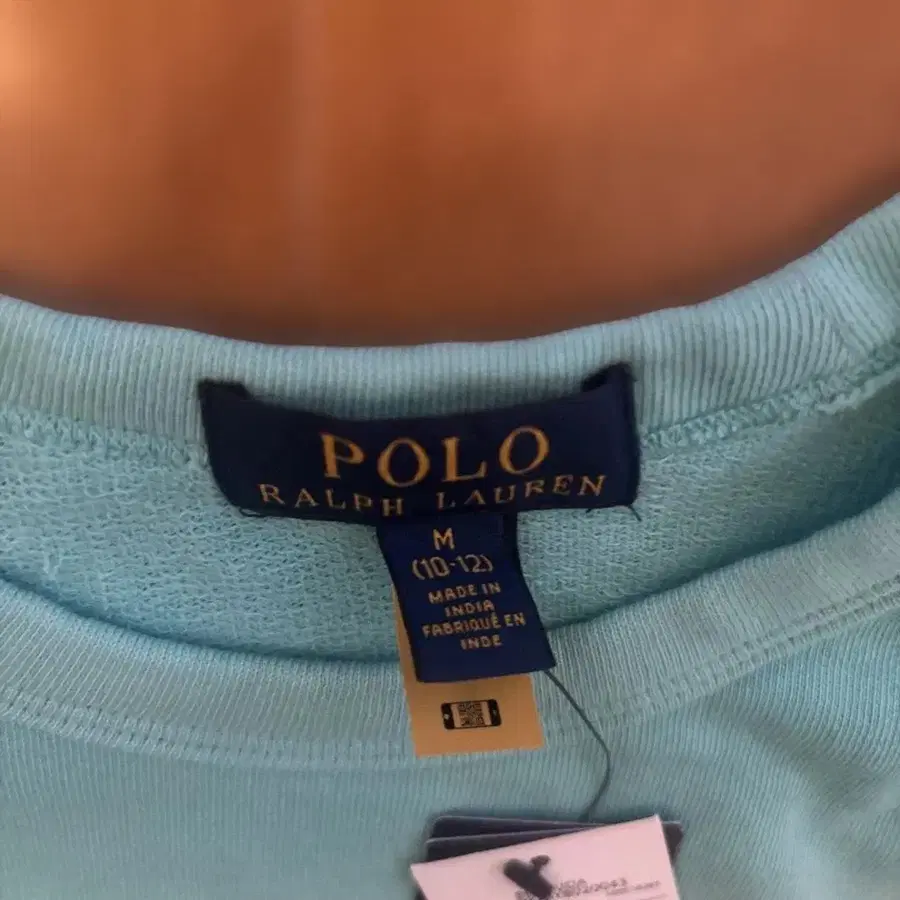 POLO
RALPH LAUREN
M
(10-12)
MADE IN
INDIA
FABRIQUÉ EN
INDE